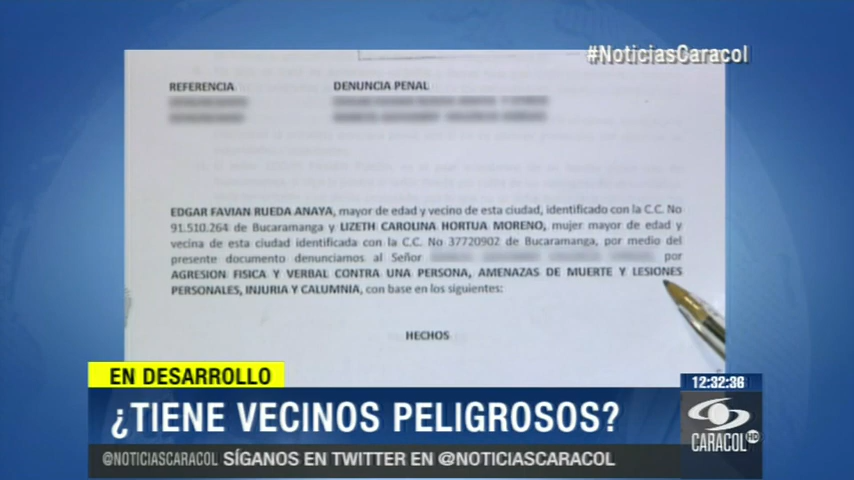 #NoticiasCaracol
REFERENCIA DENUNCIA PENAL
EDGAR FAVIAN RUEDA ANAYA, mayor de edad y vecino de esta ciudad, identificado con la C.C. No
91.510.264 de Bucaramanga y LIZETH CAROLINA HORTUA MORENO, mujer mayor de edad y
vecina de esta ciudad identificada con la C.C. No 37720902 de Bucaramanga, por medio del
presente documento denunciamos al Señor por
AGRESION FISICA Y VERBAL CONTRA UNA PERSONA, AMENAZAS DE MUERTE Y LESIONES
PERSONALES, INJURIA Y CALUMNIA, con base en los siguientes:
HECHOS
EN DESARROLLO
12:32:36
¿TIENE VECINOS PELIGROSOS?
CARACOL HD
@NOTICIASCARACOL SÍGANOS EN TWITTER EN @NOTICIASCARACOL